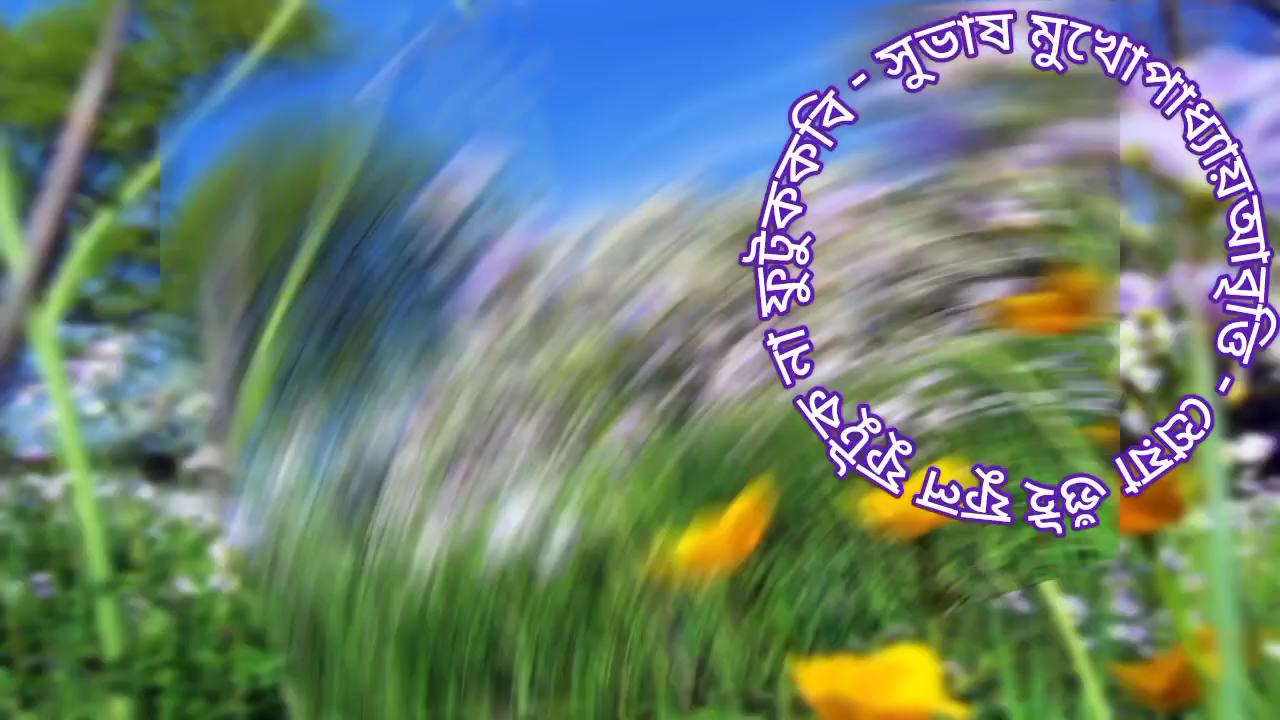 ফুল ফুটুক না ফুটুককবি - সুভাষ মুখোপাধ্যায়আবৃত্তি - শ্রেয়া